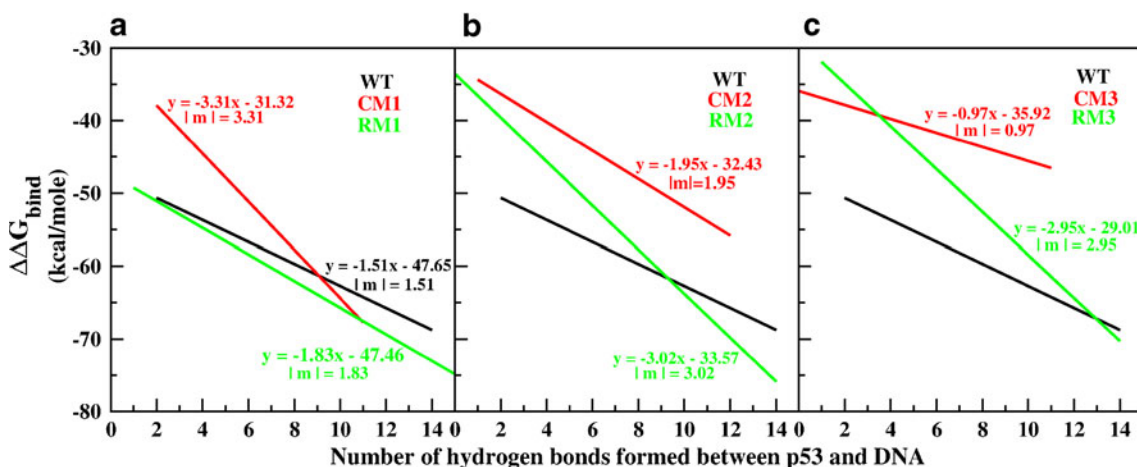 a
b
c
-30
-40
-50
-60
-70
-80
ΔΔG bind
(kcal/mole)
WT
CM1
RM1
y = -3.31x - 31.32
| m | = 3.31
y = -1.51x - 47.65
| m | = 1.51
y = -1.83x - 47.46
| m | = 1.83
WT
CM2
RM2
y = -1.95x - 32.43
|m|=1.95
y = -3.02x - 33.57
| m | = 3.02
WT
CM3
RM3
y = -0.97x - 35.92
| m | = 0.97
y = -2.95x - 29.01
| m | = 2.95
2 4 6 8 10 12 14 0 2 4 6 8 10 12 14 0 2 4 6 8 10 12 14
Number of hydrogen bonds formed between p53 and DNA